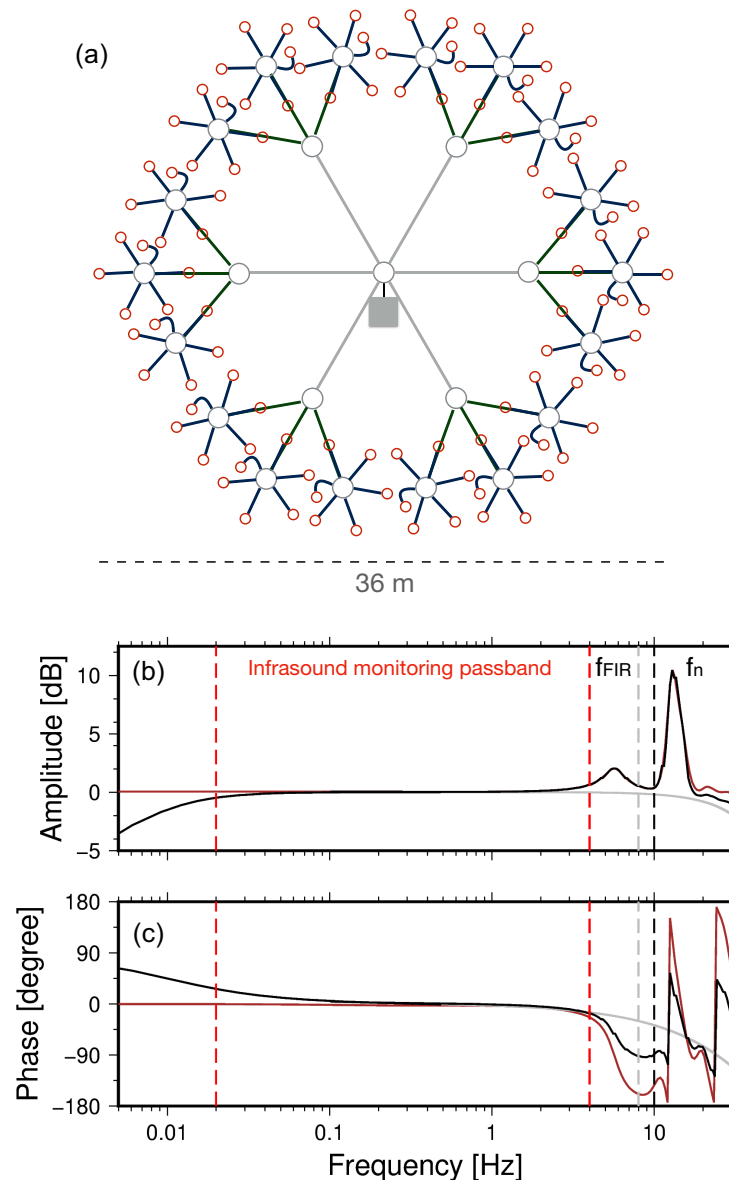 (a)
36 m
(b)
Infrasound monitoring passband
fFIR
fn
Amplitude [dB]
10
5
0
−5
(c)
Phase [degree]
180
90
0
−90
−180
0.01
0.1
1
10
Frequency [Hz]